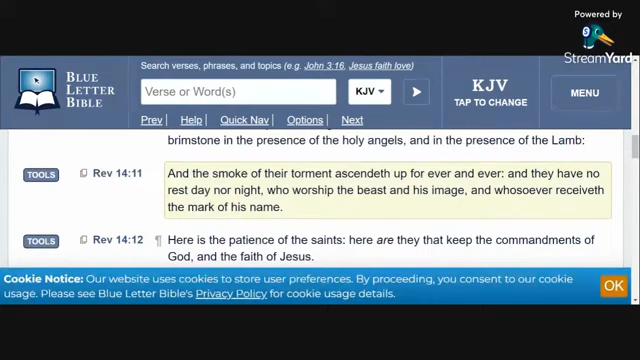 Powered by
StreamYard
BLUE
LETTER
BIBLE
Search verses, phrases, and topics (e.g. John 3:16, Jesus faith love)
Verse or Word(s)
KJV
KJV
TAP TO CHANGE
MENU
Prev | Help | Quick Nav | Options | Next
brimstone in the presence of the holy angels, and in the presence of the Lamb:
TOOLS
Rev 14:11
And the smoke of their torment ascendeth up for ever and ever: and they have no
rest day nor night, who worship the beast and his image, and whosoever receiveth
the mark of his name.
TOOLS
Rev 14:12
¶ Here is the patience of the saints: here are they that keep the commandments of
God, and the faith of Jesus.
Cookie Notice: Our website uses cookies to store user preferences. By proceeding, you consent to our cookie
usage. Please see Blue Letter Bible's Privacy Policy for cookie usage details.
OK